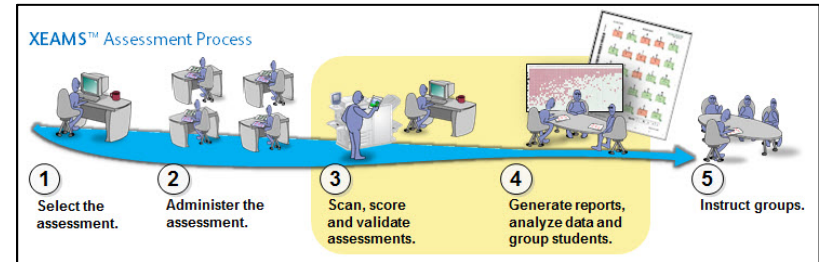 XEAMS™ Assessment Process
1
Select the
assessment.
2
Administer the
assessment.
3
Scan, score
and validate
assessments.
4
Generate reports,
analyze data and
group students.
5
Instruct groups.